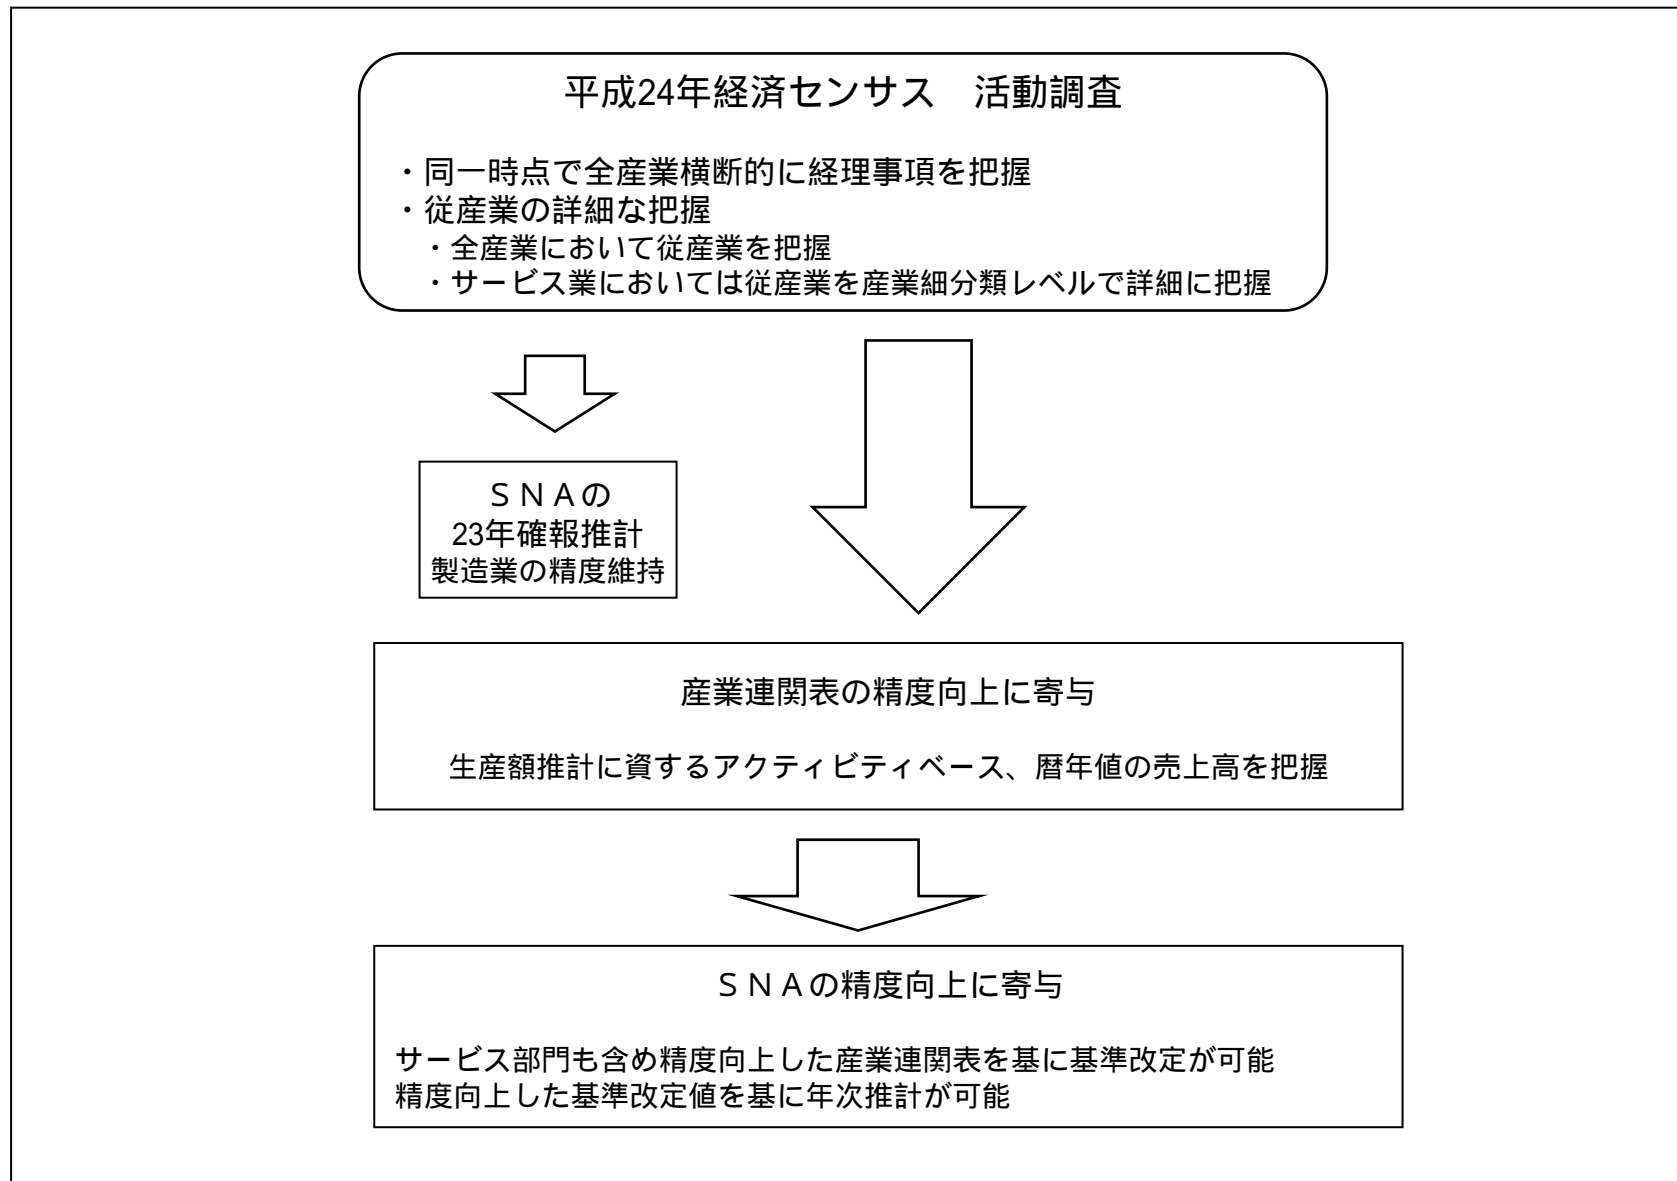 平成24年経済センサス　活動調査
・同一時点で全産業横断的に経理事項を把握
・従産業の詳細な把握
・全産業において従産業を把握
・サービス業においては従産業を産業細分類レベルで詳細に把握
ＳＮＡの
23年確報推計
製造業の精度維持
産業連関表の精度向上に寄与
生産額推計に資するアクティビティベース、暦年値の売上高を把握
ＳＮＡの精度向上に寄与
サービス部門も含め精度向上した産業連関表を基に基準改定が可能
精度向上した基準改定値を基に年次推計が可能